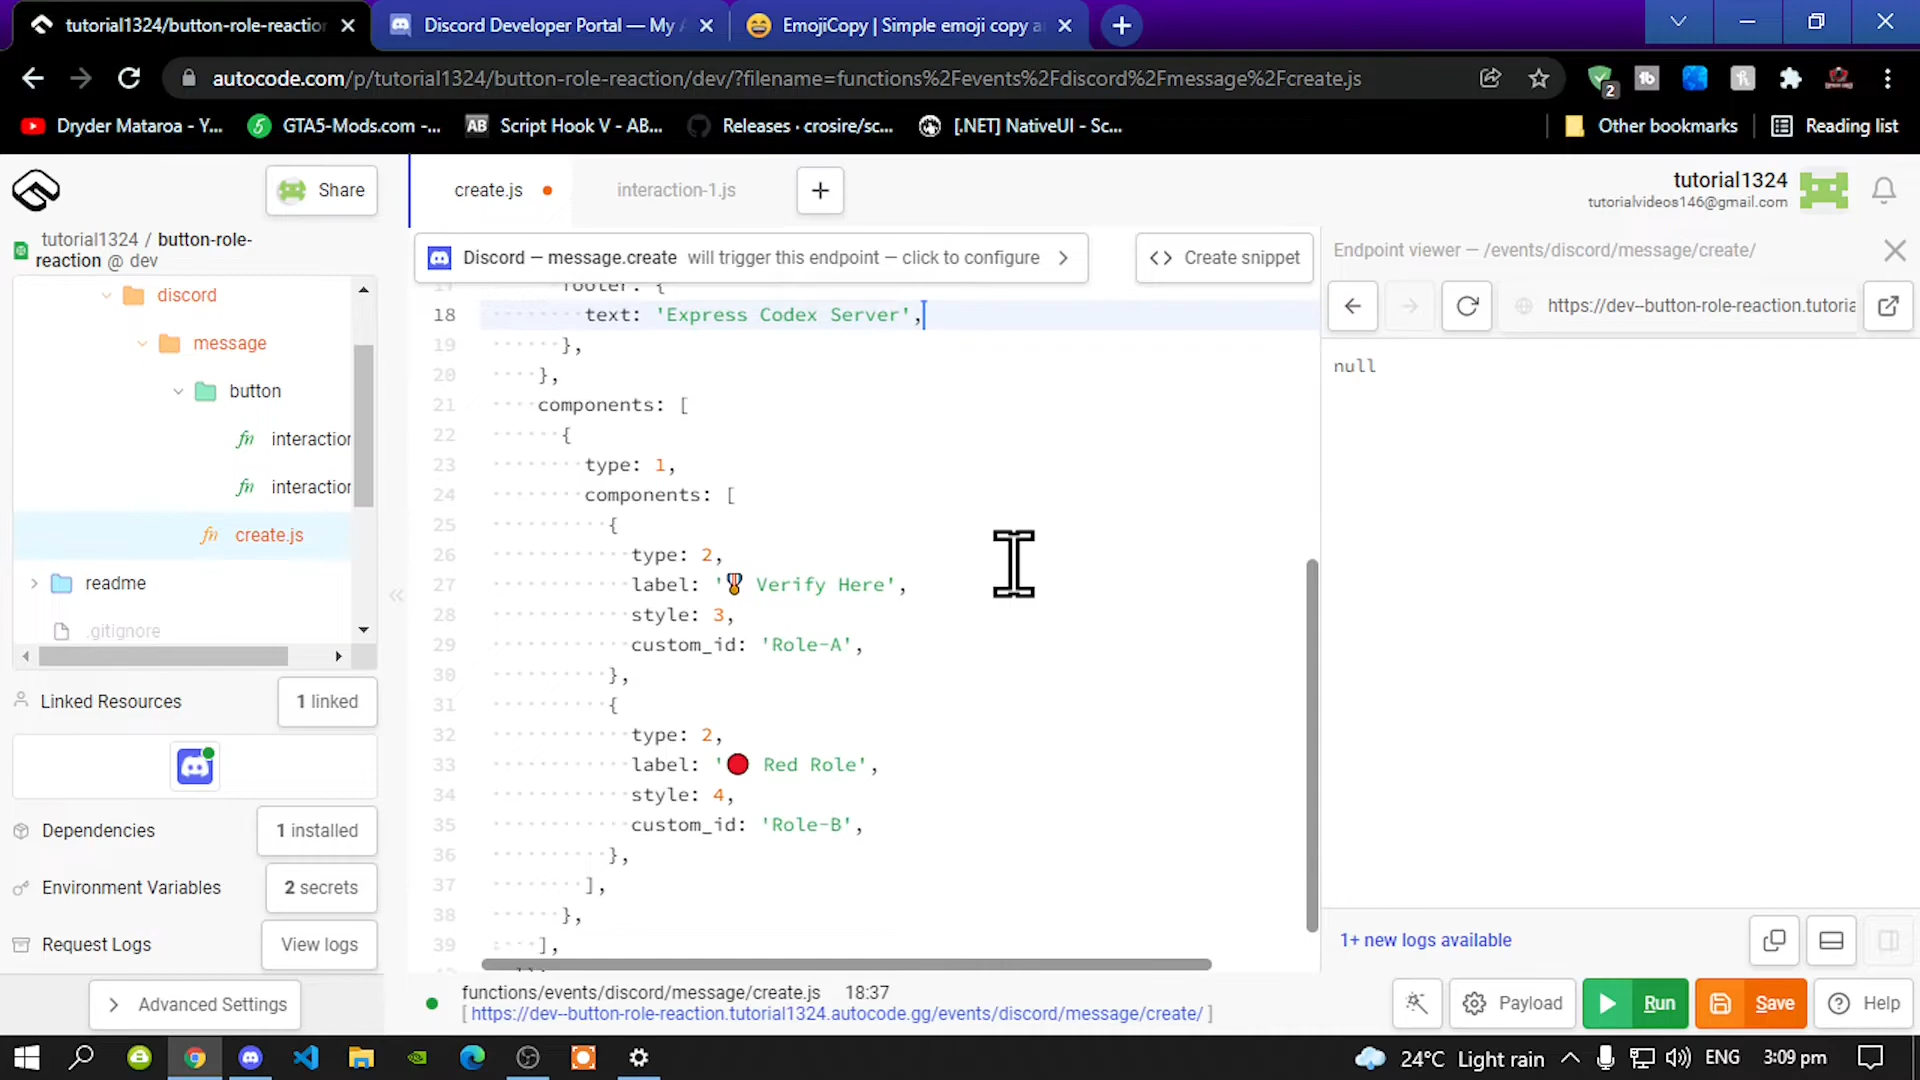 tutorial1324/button-role-reactio
Discord Developer Portal — My A
EmojiCopy | Simple emoji copy a
autocode.com/p/tutorial1324/button-role-reaction/dev/?filename=functions%2Fevents%2Fdiscord%2Fmessage%2Fcreate.js
2
Dryder Mataroa - Y...
GTA5-Mods.com -...
AB Script Hook V - AB...
Releases · crosire/sc...
[.NET] NativeUI - Sc...
Other bookmarks
Reading list
Share
tutorial1324 / button-role-
reaction @ dev
discord
message
button
fn interaction
fn interaction
fn create.js
readme
.gitignore
Linked Resources
1 linked
Dependencies
1 installed
Environment Variables
2 secrets
Request Logs
View logs
Advanced Settings
create.js
interaction-1.js
tutorial1324
tutorialvideos146@gmail.com
Discord — message.create will trigger this endpoint — click to configure
<> Create snippet
17 footer: {
18 text: 'Express Codex Server',
19 },
20 },
21 components: [
22 {
23 type: 1,
24 components: [
25 {
26 type: 2,
27 label: '🎖 Verify Here',
28 style: 3,
29 custom_id: 'Role-A',
30 },
31 {
32 type: 2,
33 label: '🔴 Red Role',
34 style: 4,
35 custom_id: 'Role-B',
36 },
37 ],
38 },
39 ],
Endpoint viewer — /events/discord/message/create/
https://dev--button-role-reaction.tutoria
null
1+ new logs available
functions/events/discord/message/create.js 18:37
[ https://dev--button-role-reaction.tutorial1324.autocode.gg/events/discord/message/create/ ]
Payload
Run
Save
Help
24°C Light rain
ENG
3:09 pm